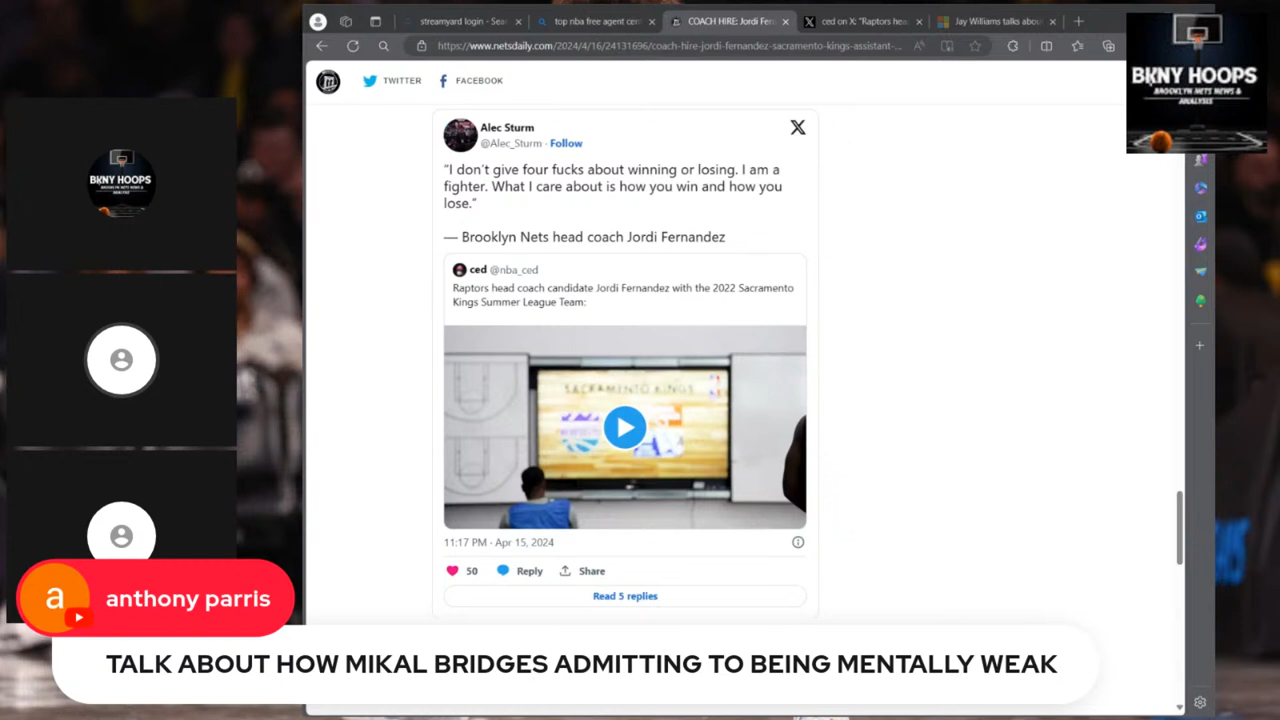 streamyard login - Sear
top nba free agent cent
COACH HIRE: Jordi Fern
ced on X: "Raptors hea
Jay Williams talks abou
https://www.netsdaily.com/2024/4/16/24131696/coach-hire-jordi-fernandez-sacramento-kings-assistant-...
TWITTER
FACEBOOK
BKNY HOOPS
BROOKLYN NETS NEWS &
ANALYSIS
BKNY HOOPS
BROOKLYN NETS NEWS &
ANALYSIS
Alec Sturm
@Alec_Sturm · Follow
"I don't give four fucks about winning or losing. I am a
fighter. What I care about is how you win and how you
lose."
— Brooklyn Nets head coach Jordi Fernandez
ced @nba_ced
Raptors head coach candidate Jordi Fernandez with the 2022 Sacramento
Kings Summer League Team:
SACRAMENTO KINGS
11:17 PM · Apr 15, 2024
50
Reply
Share
Read 5 replies
a
anthony parris
TALK ABOUT HOW MIKAL BRIDGES ADMITTING TO BEING MENTALLY WEAK